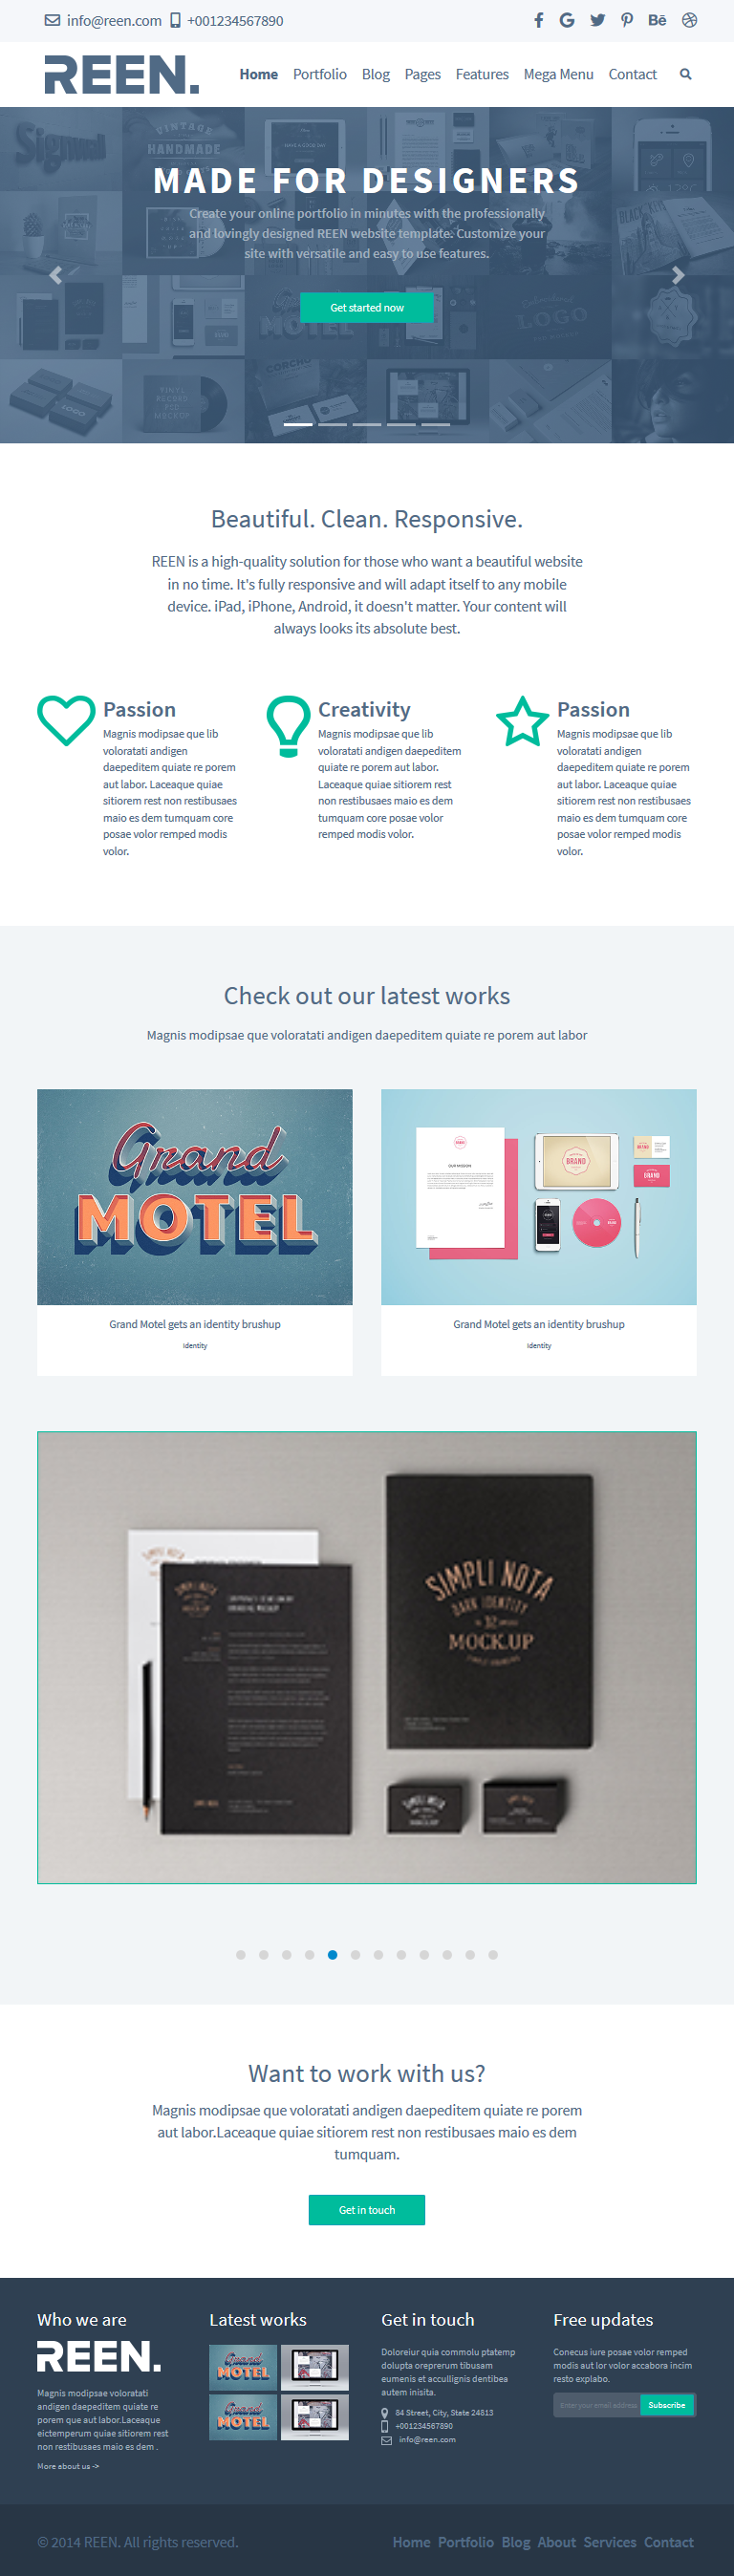 info@reen.com +001234567890
REEN.
Home Portfolio Blog Pages Features Mega Menu Contact
MADE FOR DESIGNERS
Create your online portfolio in minutes with the professionally
and lovingly designed REEN website template. Customize your
site with versatile and easy to use features.
Get started now
Beautiful. Clean. Responsive.
REEN is a high-quality solution for those who want a beautiful website
in no time. It's fully responsive and will adapt itself to any mobile
device. iPad, iPhone, Android, it doesn't matter. Your content will
always looks its absolute best.
Passion
Magnis modipsae que lib
voloratati andigen
daepeditem quiate re porem
aut labor. Laceaque quiae
sitiorem rest non restibusaes
maio es dem tumquam core
posae volor remped modis
volor.
Creativity
Magnis modipsae que lib
voloratati andigen daepeditem
quiate re porem aut labor.
Laceaque quiae sitiorem rest
non restibusaes maio es dem
tumquam core posae volor
remped modis volor.
Passion
Magnis modipsae que lib
voloratati andigen
daepeditem quiate re porem
aut labor. Laceaque quiae
sitiorem rest non restibusaes
maio es dem tumquam core
posae volor remped modis
volor.
Check out our latest works
Magnis modipsae que voloratati andigen daepeditem quiate re porem aut labor
Grand
MOTEL
OUR MISSION
BRAND
BRAND
Grand Motel gets an identity brushup
Identity
Grand Motel gets an identity brushup
Identity
SIMPLI NOTA
DARK IDENTITY
MOCK.UP
SIMPLI NOTA
Want to work with us?
Magnis modipsae que voloratati andigen daepeditem quiate re porem
aut labor.Laceaque quiae sitiorem rest non restibusaes maio es dem
tumquam.
Get in touch
Who we are
REEN.
Magnis modipsae voloratati
andigen daepeditem quiate re
porem que aut labor.Laceaque
eictemperum quiae sitiorem rest
non restibusaes maio es dem .
More about us ->
Latest works
Grand
MOTEL
Grand
MOTEL
Get in touch
Doloreiur quia commolu ptatemp
dolupta oreprerum tibusam
eumenis et accullignis dentibea
autem inisita.
84 Street, City, State 24813
+001234567890
info@reen.com
Free updates
Conecus iure posae volor remped
modis aut lor volor accabora incim
resto explabo.
Enter your email address
Subscribe
© 2014 REEN. All rights reserved.
Home Portfolio Blog About Services Contact